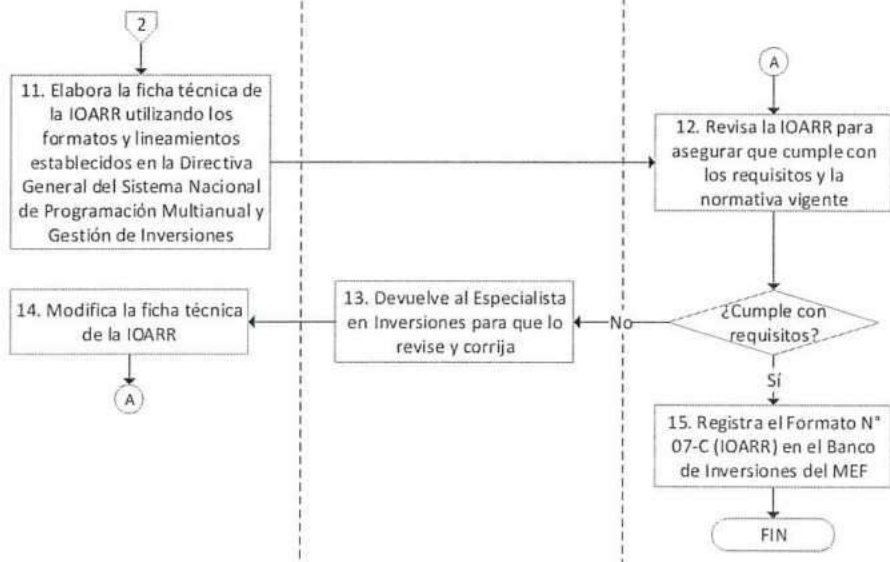 2
11. Elabora la ficha técnica de
la IOARR utilizando los
formatos y lineamientos
establecidos en la Directiva
General del Sistema Nacional
de Programación Multianual y
Gestión de Inversiones
A
12. Revisa la IOARR para
asegurar que cumple con
los requisitos y la
normativa vigente
¿Cumple con
requisitos?
No
13. Devuelve al Especialista
en Inversiones para que lo
revise y corrija
14. Modifica la ficha técnica
de la IOARR
A
Sí
15. Registra el Formato N°
07-C (IOARR) en el Banco
de Inversiones del MEF
FIN